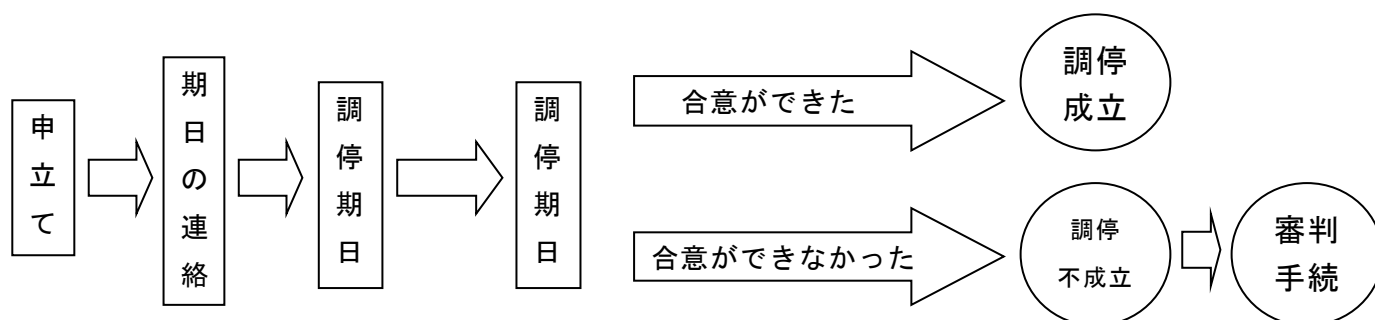 申立て
期日の連絡
調停期日
調停期日
合意ができた
調停
成立
合意ができなかった
調停
不成立
審判
手続